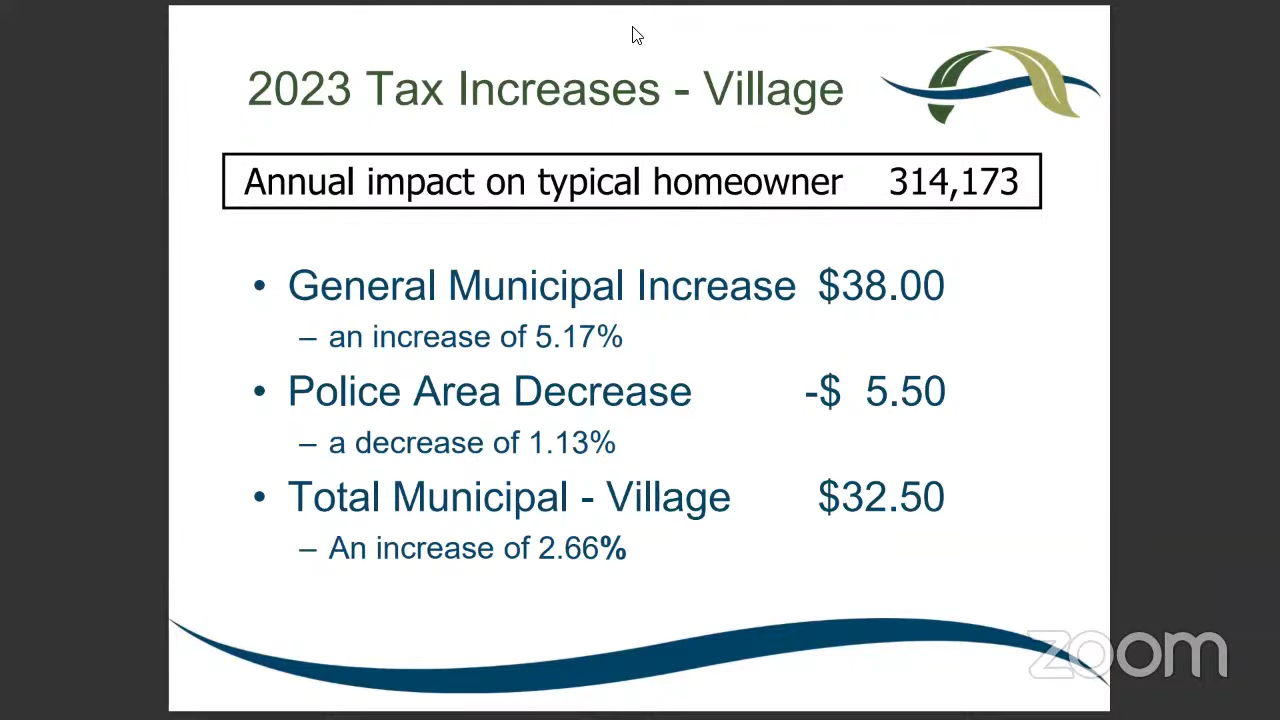 2023 Tax Increases - Village
Annual impact on typical homeowner 314,173
• General Municipal Increase $38.00
– an increase of 5.17%
• Police Area Decrease -$ 5.50
– a decrease of 1.13%
• Total Municipal - Village $32.50
– An increase of 2.66%
zoom